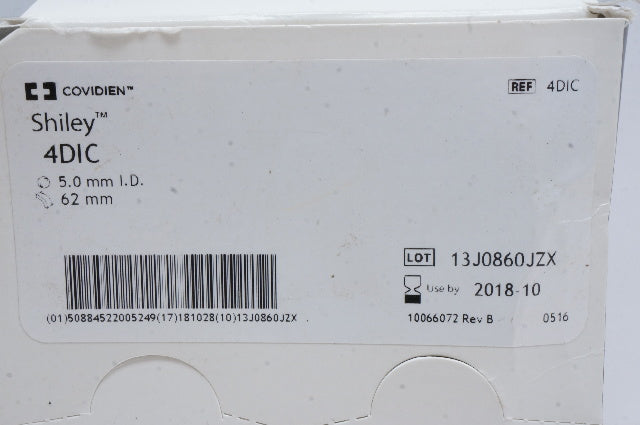 COVIDIEN™
REF 4DIC
Shiley™
4DIC
5.0 mm I.D.
62 mm
LOT 13J0860JZX
Use by 2018-10
(01)50884522005249(17)181028(10)13J0860JZX
10066072 Rev B 0516